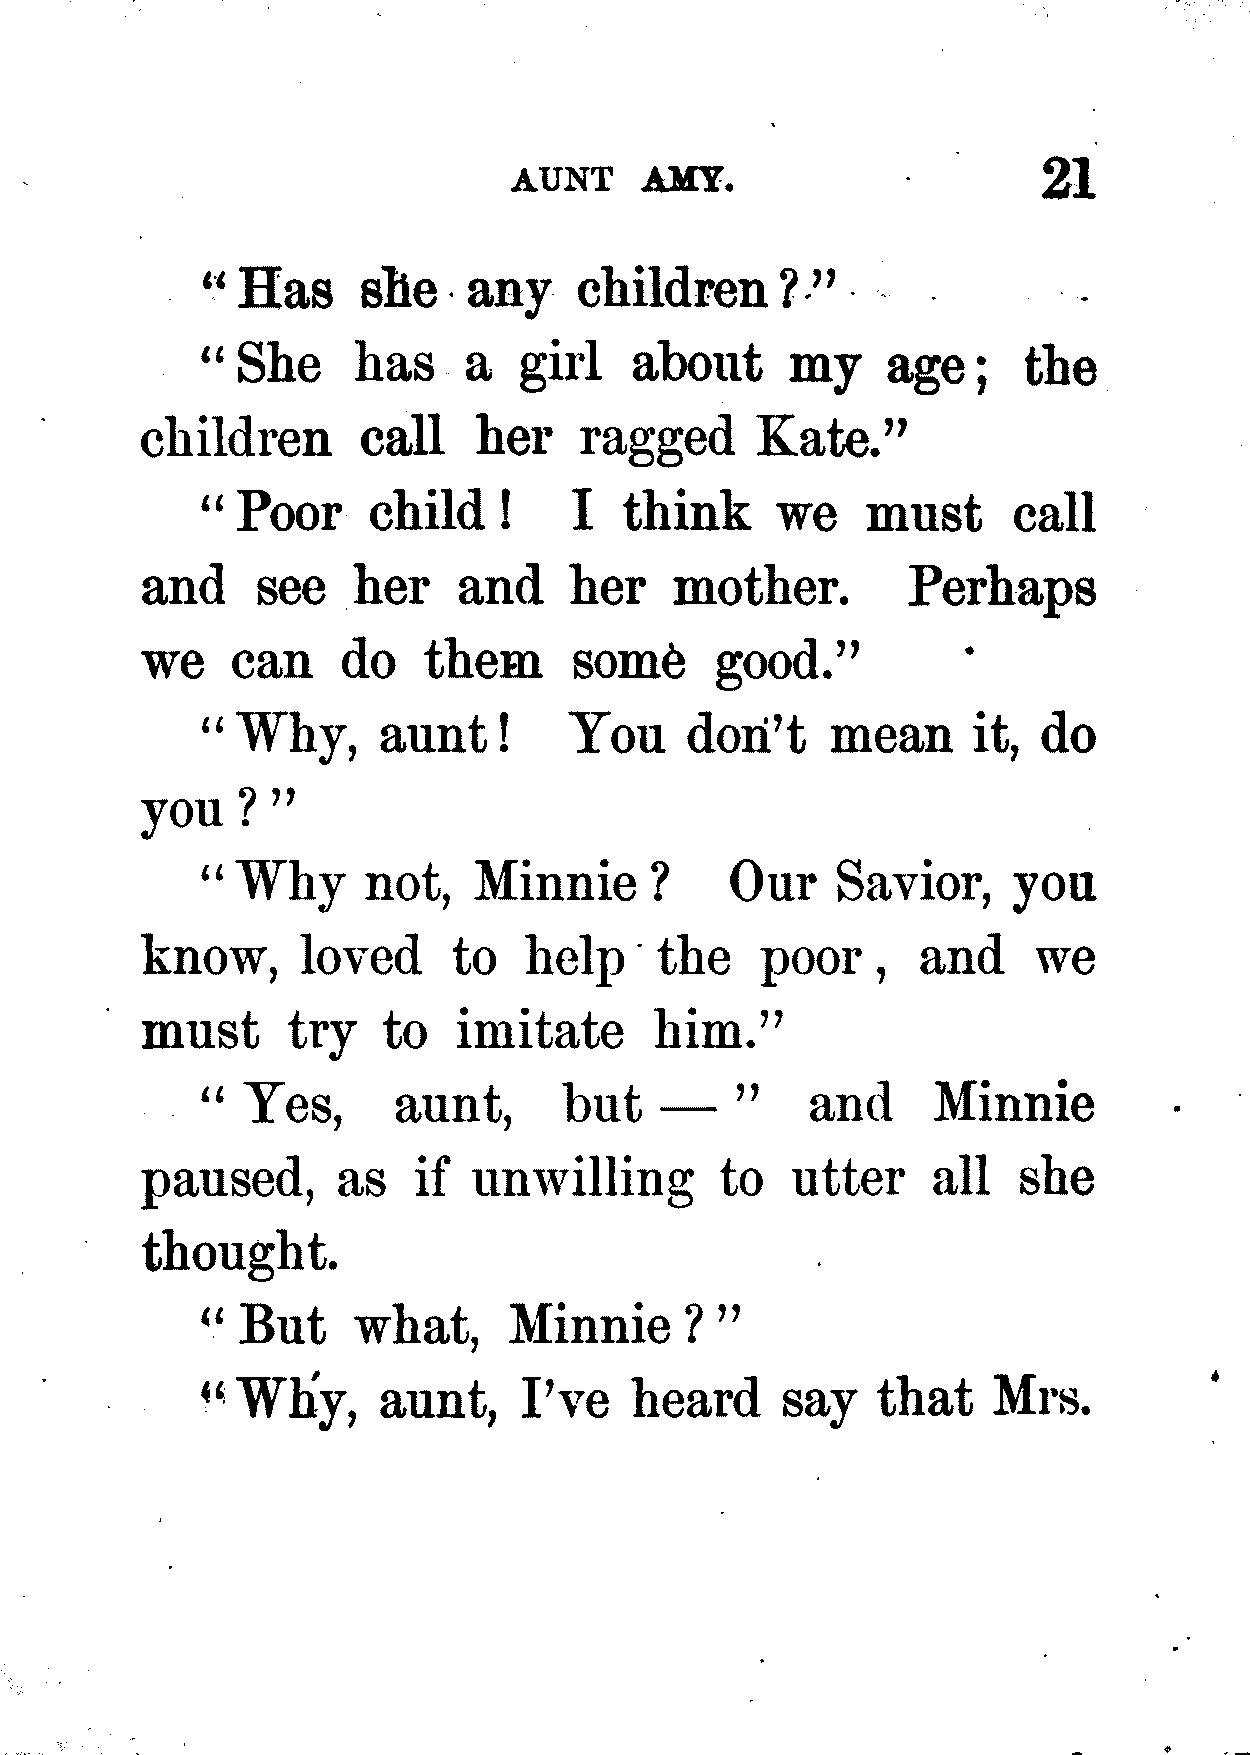 AUNT AMY. 21
“Has she any children?”
“She has a girl about my age; the
children call her ragged Kate.”
“Poor child! I think we must call
and see her and her mother. Perhaps
we can do them some good.”
“Why, aunt! You don’t mean it, do
you?”
“Why not, Minnie? Our Savior, you
know, loved to help the poor, and we
must try to imitate him.”
“Yes, aunt, but—” and Minnie
paused, as if unwilling to utter all she
thought.
“But what, Minnie?”
“Why, aunt, I’ve heard say that Mrs.